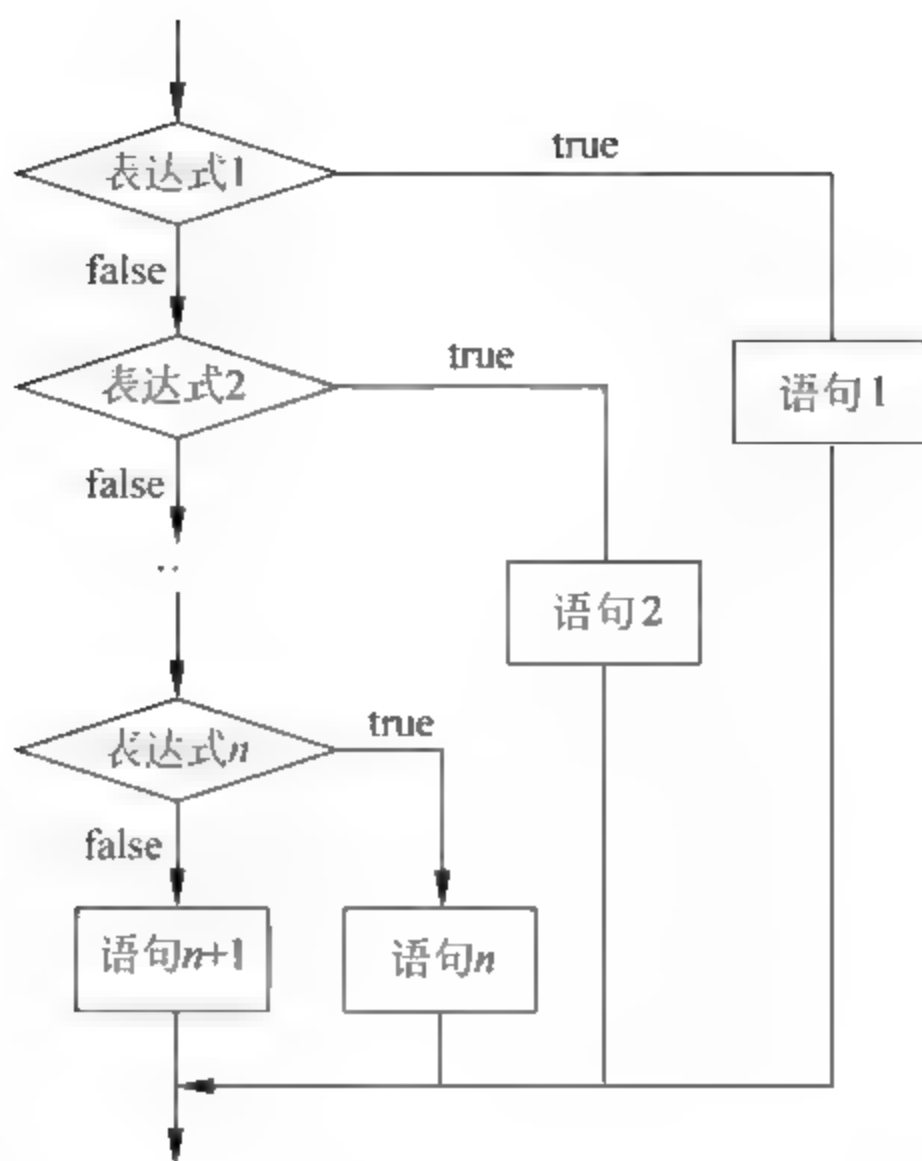 true
表达式1
false
true
表达式2
语句1
false
..
语句2
true
表达式n
false
语句n+1
语句n